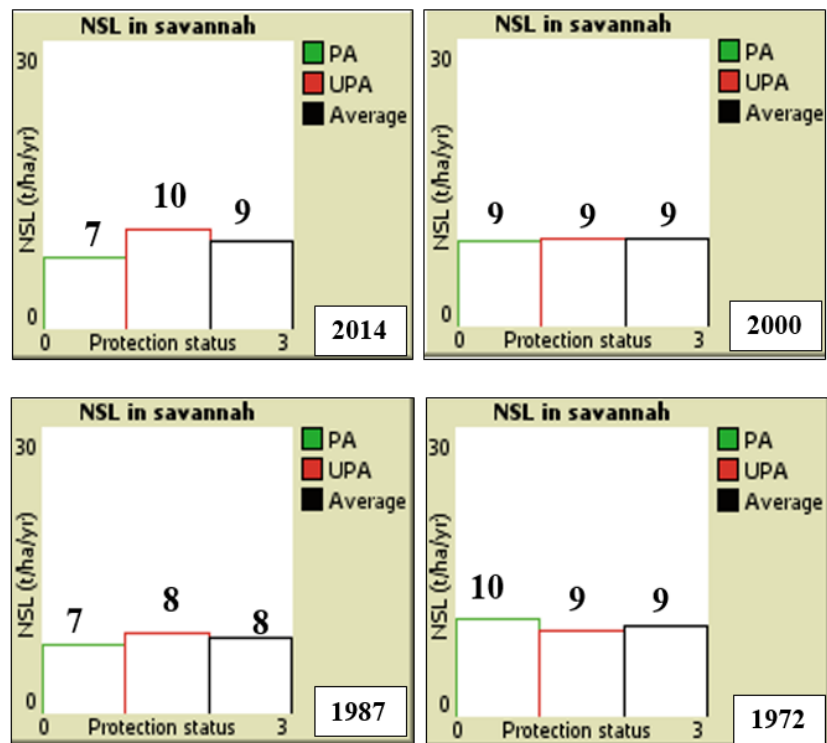 NSL in savannah
30
NSL (t/ha/yr)
0
PA
UPA
Average
7
10
9
0 Protection status 3
2014
NSL in savannah
30
NSL (t/ha/yr)
0
PA
UPA
Average
9
9
9
0 Protection status 3
2000
NSL in savannah
30
NSL (t/ha/yr)
0
PA
UPA
Average
7
8
8
0 Protection status 3
1987
NSL in savannah
30
NSL (t/ha/yr)
0
PA
UPA
Average
10
9
9
0 Protection status 3
1972